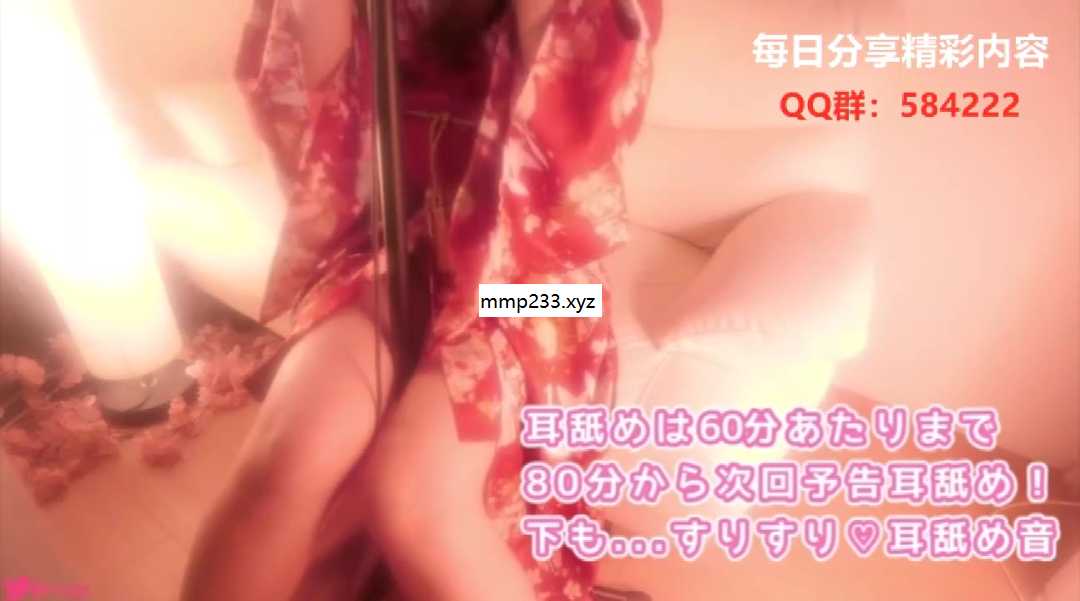 每日分享精彩内容
QQ群：584222
mmp233.xyz
耳舐めは60分あたりまで
80分から次回予告耳舐め！
下も...すりすり♡耳舐め音